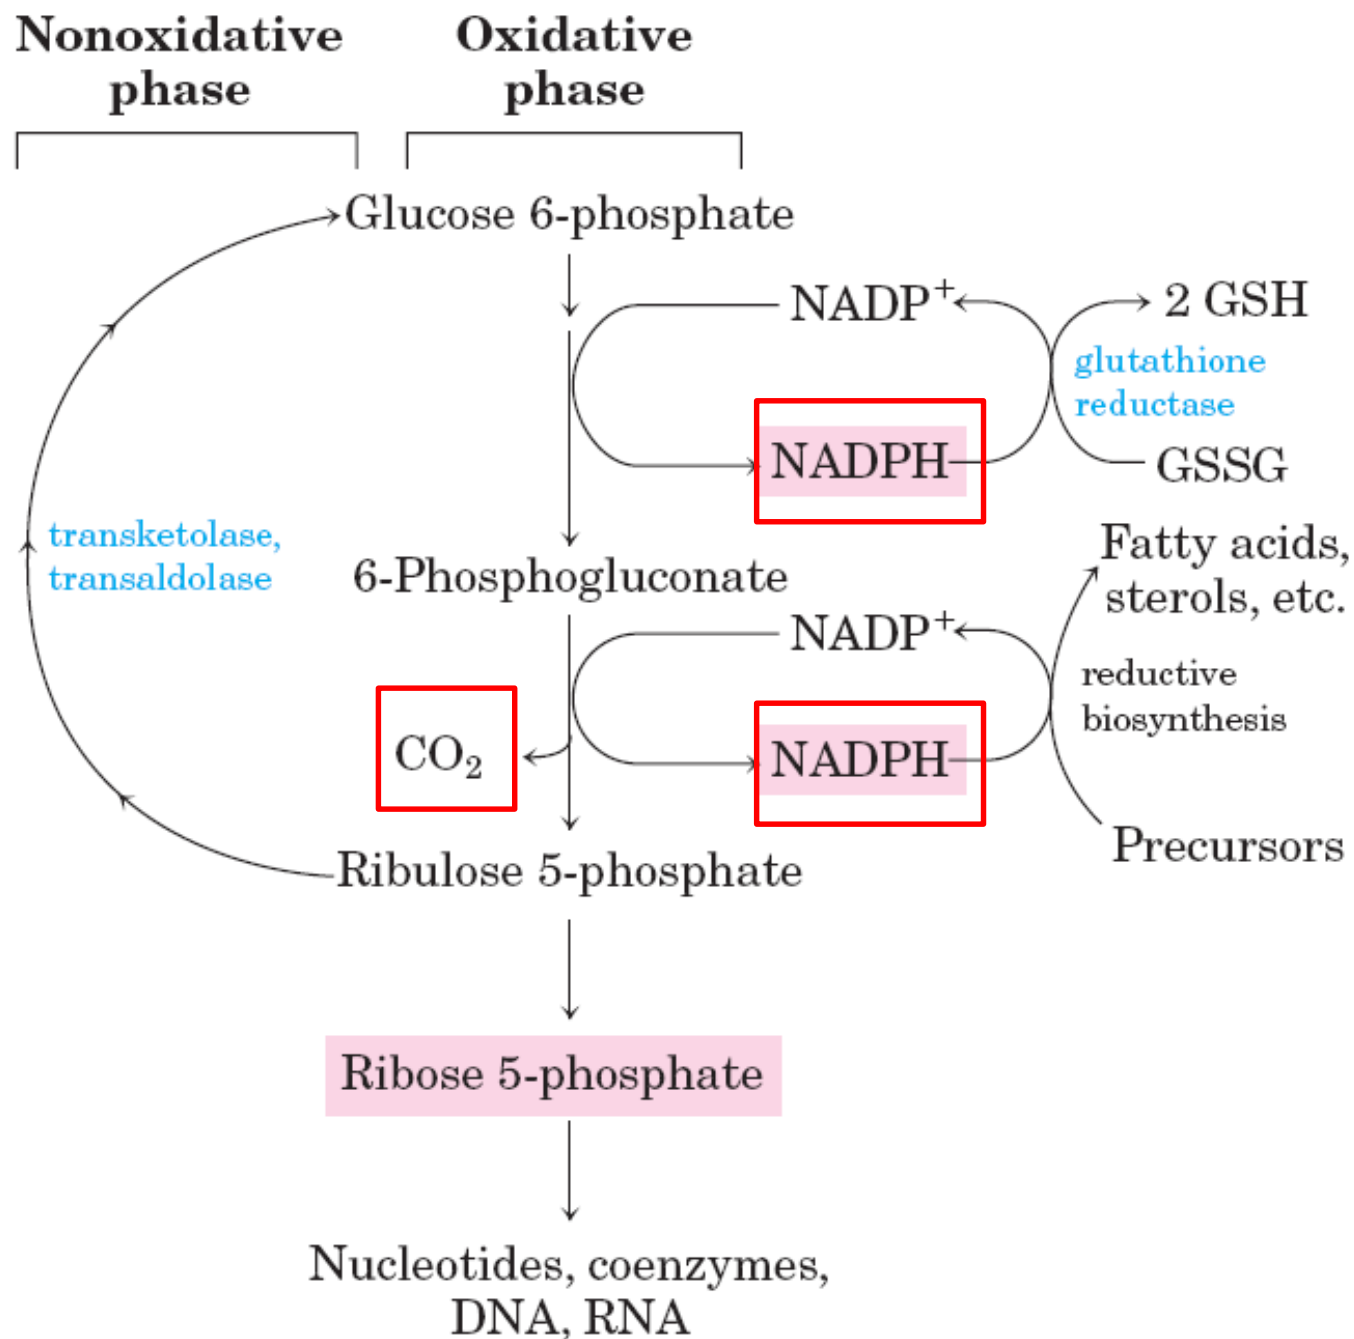 Nonoxidative
phase
Oxidative
phase
Glucose 6-phosphate
NADP+
2 GSH
glutathione
reductase
NADPH
GSSG
transketolase,
transaldolase
6-Phosphogluconate
Fatty acids,
sterols, etc.
NADP+
reductive
biosynthesis
CO2
NADPH
Precursors
Ribulose 5-phosphate
Ribose 5-phosphate
Nucleotides, coenzymes,
DNA, RNA